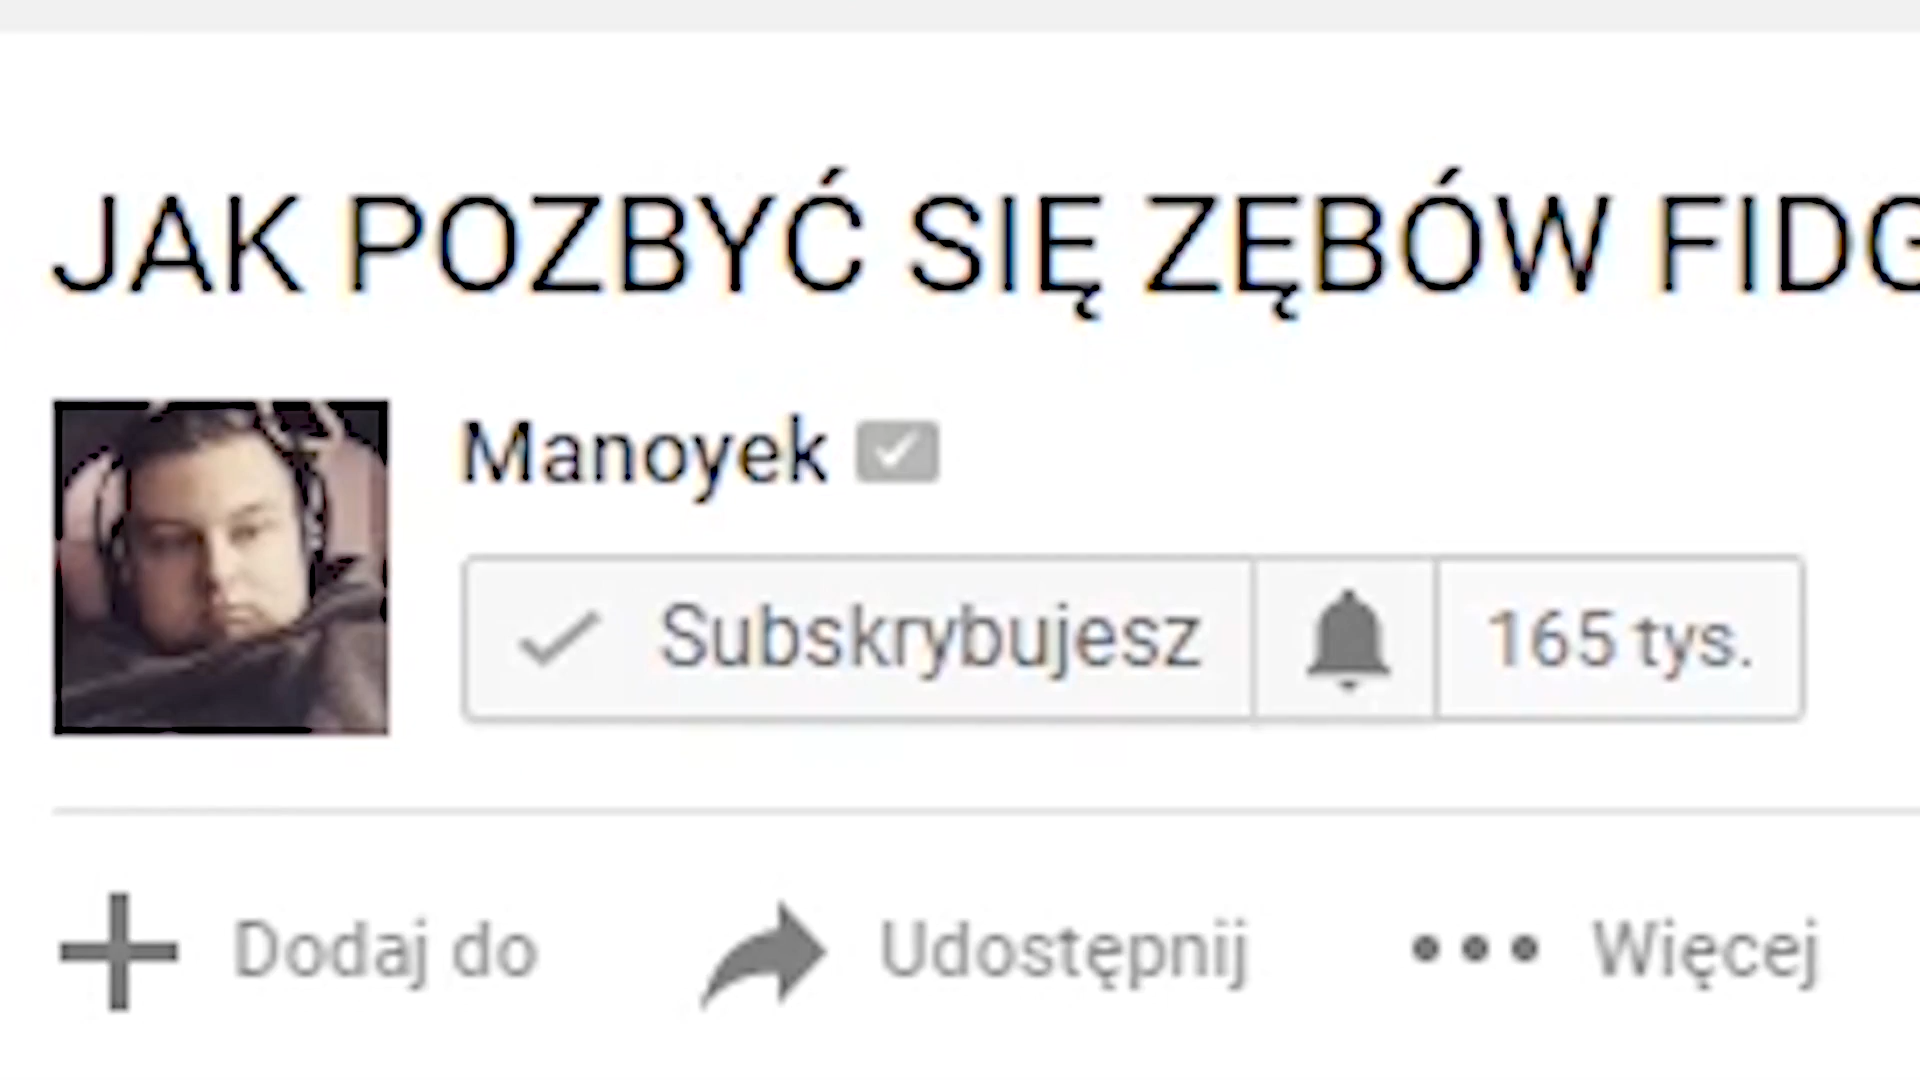 JAK POZBYĆ SIĘ ZĘBÓW FIDG
Manoyek
Subskrybujesz
165 tys.
Dodaj do
Udostępnij
Więcej